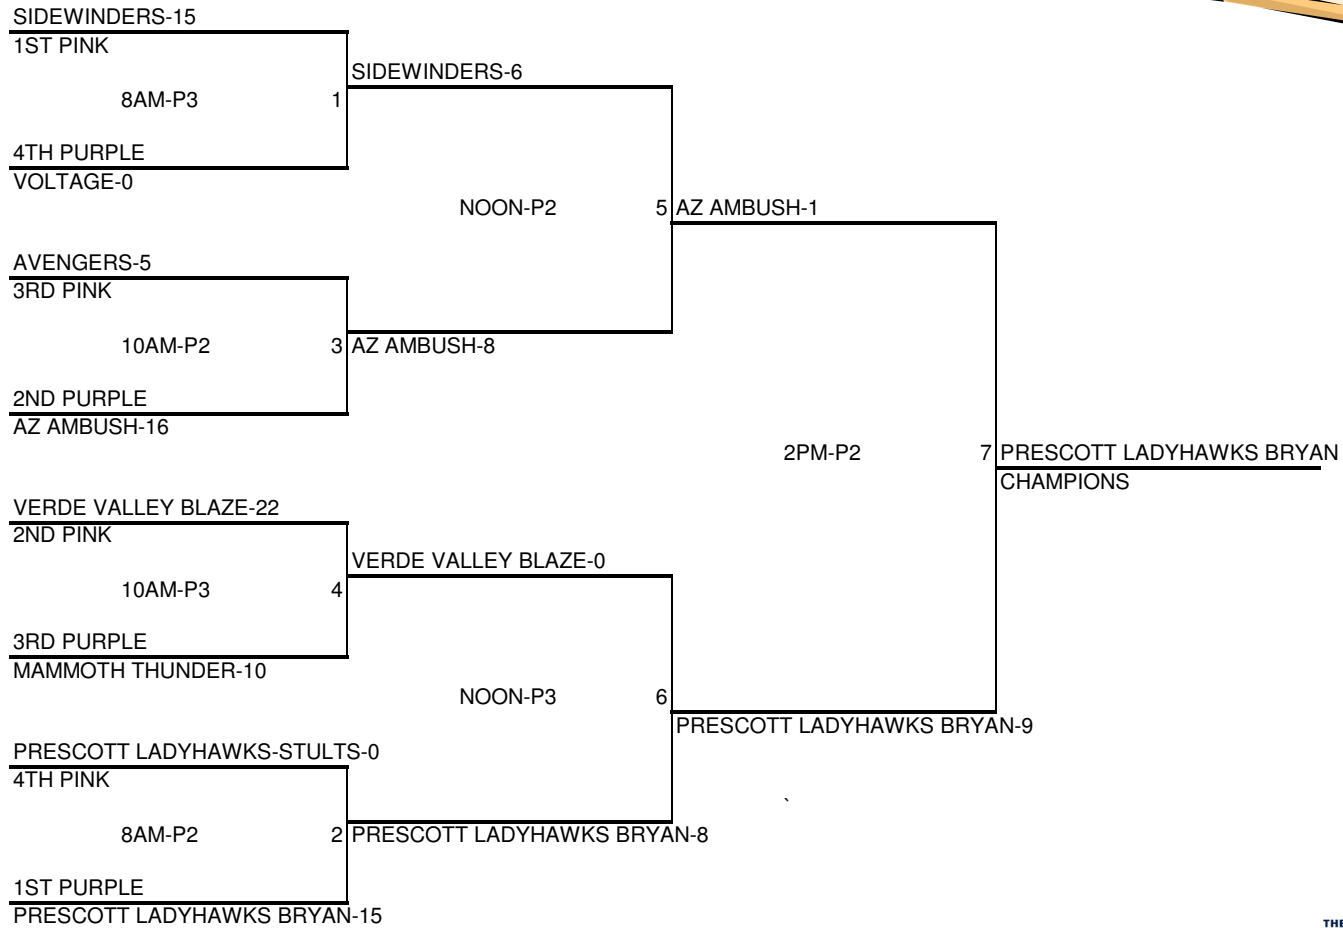 SIDEWINDERS-15
1ST PINK
SIDEWINDERS-6
8AM-P3 1
4TH PURPLE
VOLTAGE-0
NOON-P2 5 AZ AMBUSH-1
AVENGERS-5
3RD PINK
10AM-P2 3 AZ AMBUSH-8
2ND PURPLE
AZ AMBUSH-16
2PM-P2 7 PRESCOTT LADYHAWKS BRYAN
CHAMPIONS
VERDE VALLEY BLAZE-22
2ND PINK
VERDE VALLEY BLAZE-0
10AM-P3 4
3RD PURPLE
MAMMOTH THUNDER-10
NOON-P3 6
PRESCOTT LADYHAWKS BRYAN-9
PRESCOTT LADYHAWKS-STULTS-0
4TH PINK
`
8AM-P2 2 PRESCOTT LADYHAWKS BRYAN-8
1ST PURPLE
PRESCOTT LADYHAWKS BRYAN-15
THE